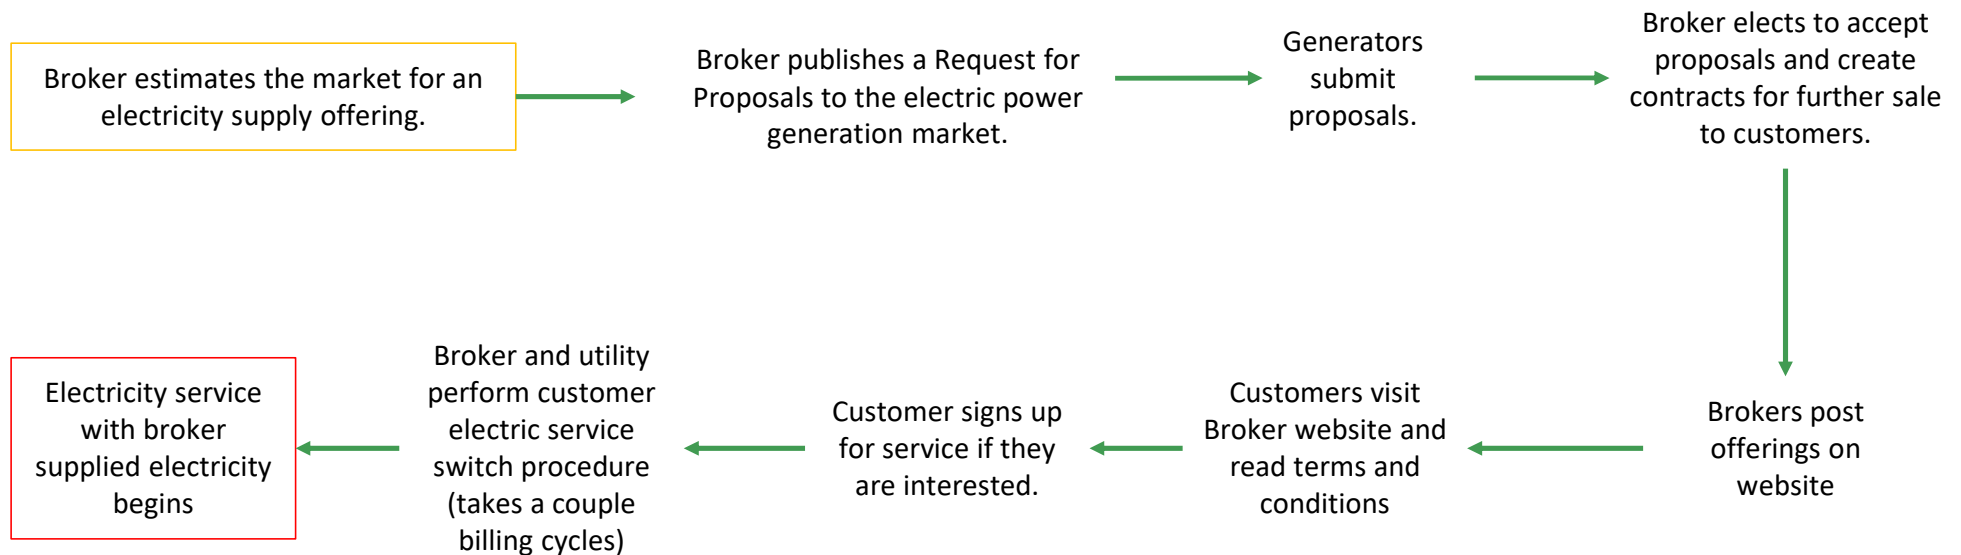 Broker estimates the market for an
electricity supply offering.
Broker publishes a Request for
Proposals to the electric power
generation market.
Generators
submit
proposals.
Broker elects to accept
proposals and create
contracts for further sale
to customers.
Brokers post
offerings on
website
Customers visit
Broker website and
read terms and
conditions
Customer signs up
for service if they
are interested.
Broker and utility
perform customer
electric service
switch procedure
(takes a couple
billing cycles)
Electricity service
with broker
supplied electricity
begins